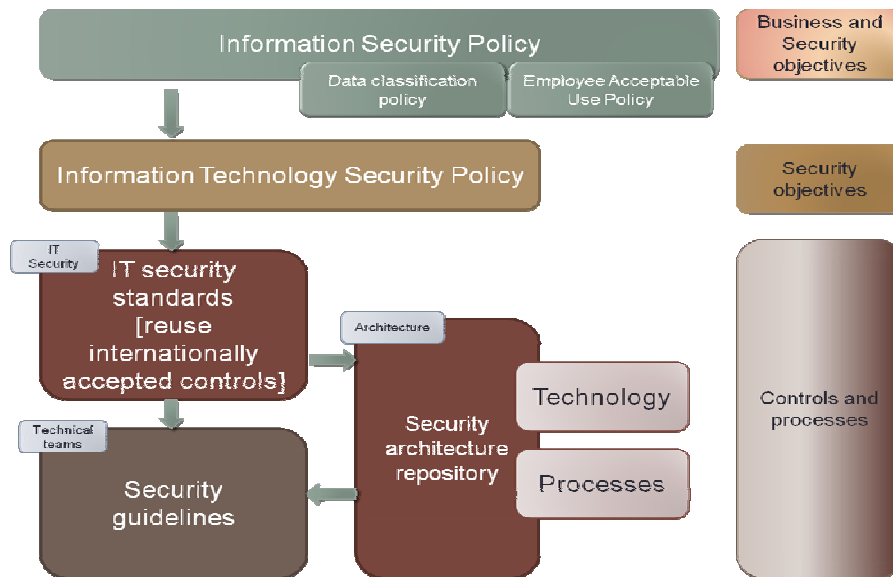 Information Security Policy
Business and
Security
objectives
Data classification
policy
Employee Acceptable
Use Policy
Information Technology Security Policy
Security
objectives
IT
Security
IT security
standards
[reuse
internationally
accepted controls]
Architecture
Technology
Controls and
processes
Security
architecture
repository
Technical
teams
Security
guidelines
Processes